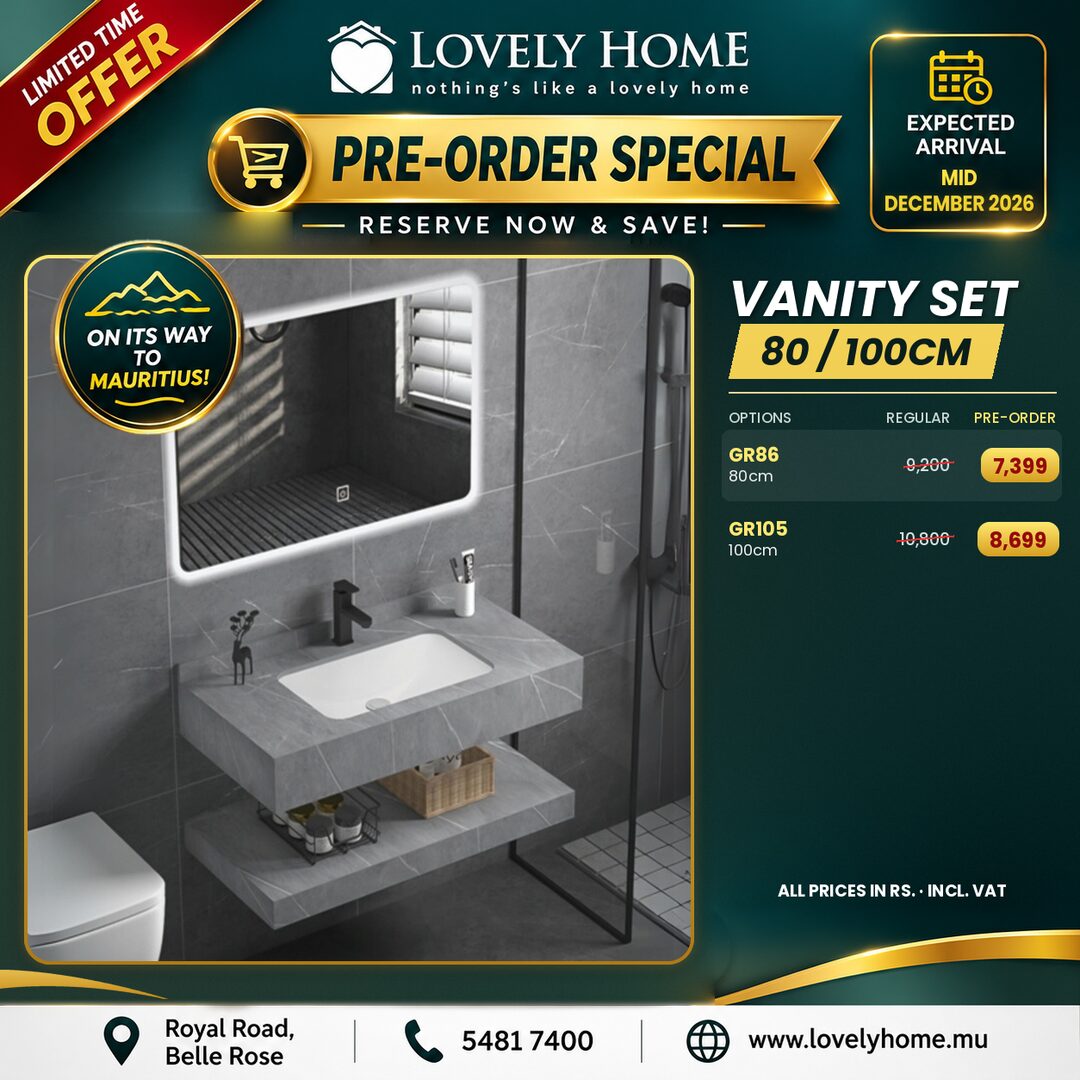 LIMITED TIME
OFFER
LOVELY HOME
nothing's like a lovely home
PRE-ORDER SPECIAL
RESERVE NOW & SAVE!
EXPECTED
ARRIVAL
MID
DECEMBER 2026
ON ITS WAY
TO
MAURITIUS!
VANITY SET
80 / 100CM
OPTIONS REGULAR PRE-ORDER
GR86 9,200 7,399
80cm
GR105 10,800 8,699
100cm
ALL PRICES IN RS. · INCL. VAT
Royal Road,
Belle Rose
5481 7400
www.lovelyhome.mu